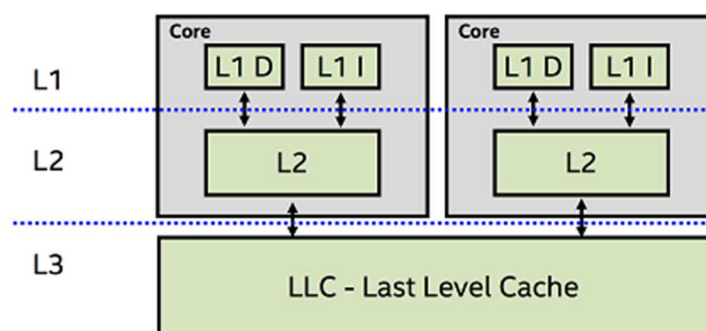 Core
Core
L1
L1 D
L1 I
L1 D
L1 I
L2
L2
L2
L3
LLC - Last Level Cache